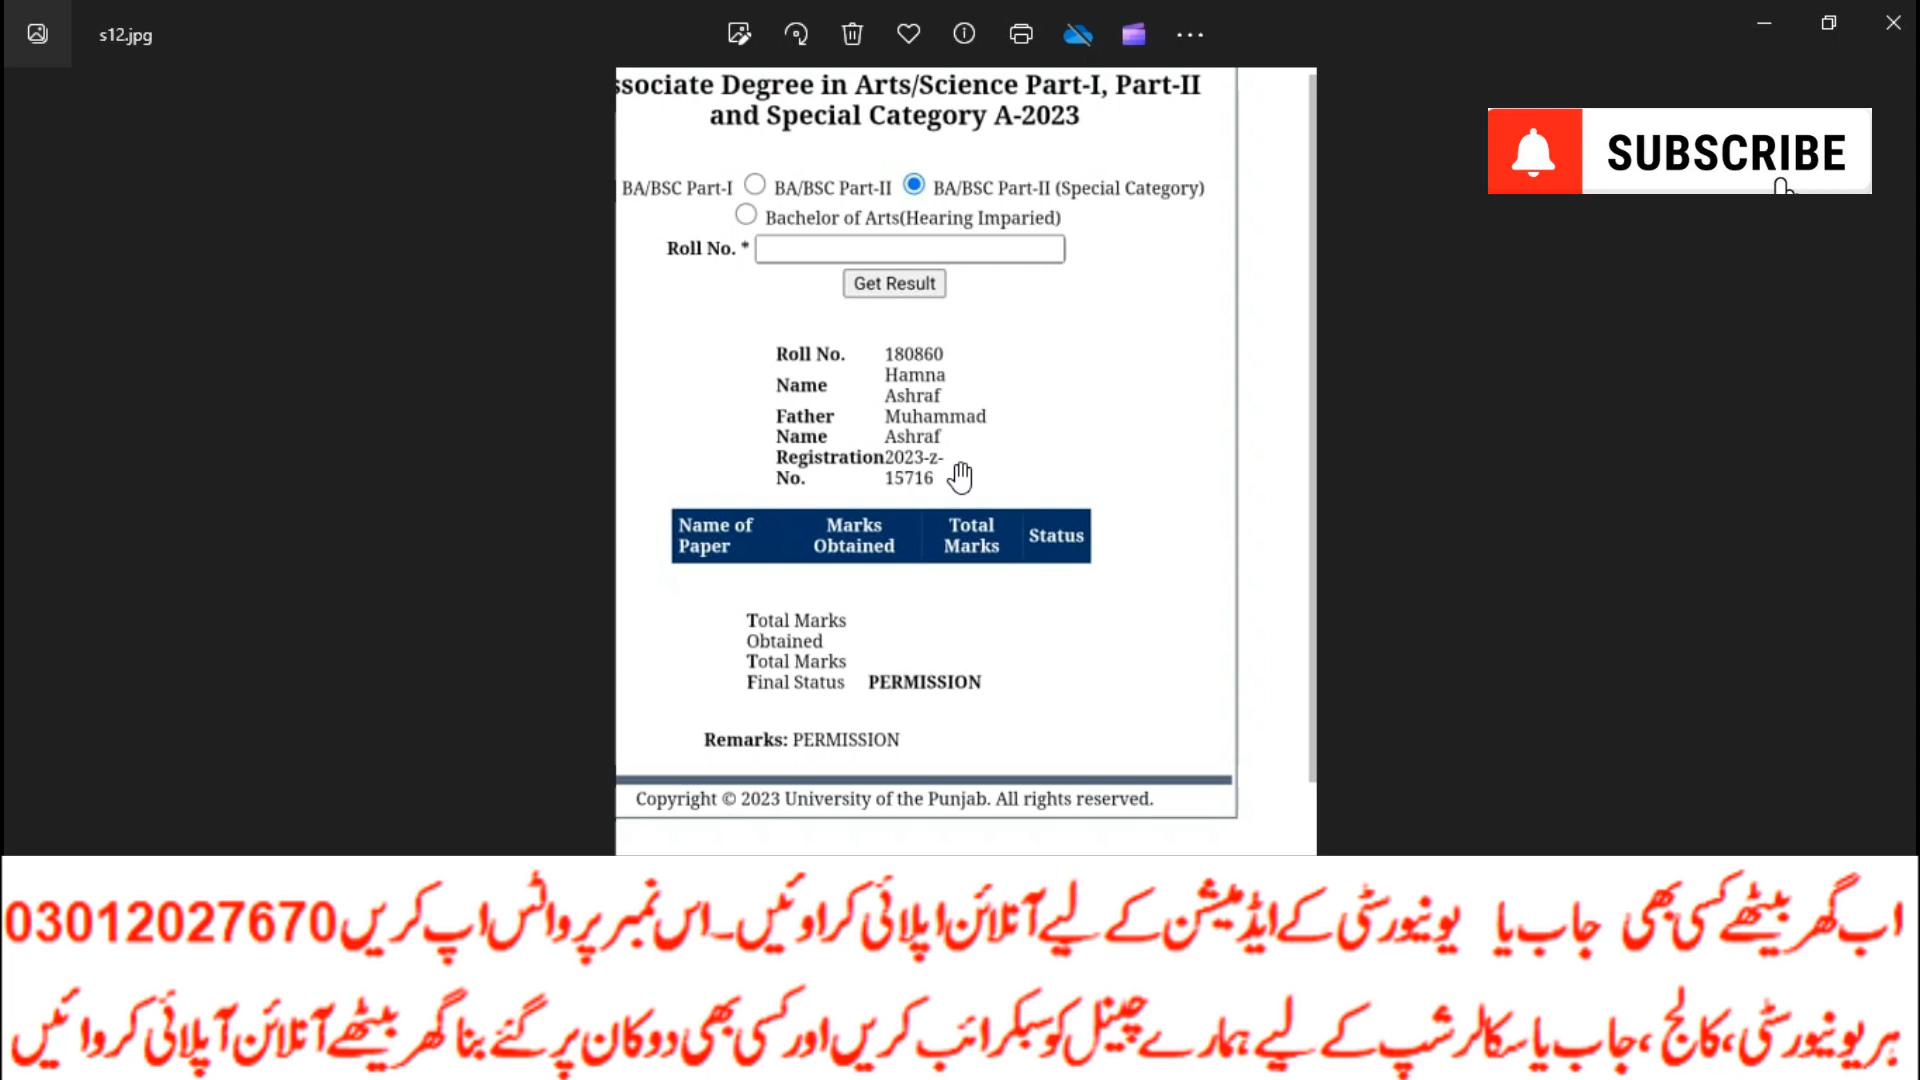 s12.jpg
ssociate Degree in Arts/Science Part-I, Part-II
and Special Category A-2023
SUBSCRIBE
BA/BSC Part-I BA/BSC Part-II BA/BSC Part-II (Special Category)
Bachelor of Arts(Hearing Imparied)
Roll No. *
Get Result
Roll No. 180860
Name Hamna Ashraf
Father Name Muhammad Ashraf
Registration No. 2023-z-15716
Name of Paper Marks Obtained Total Marks Status
Total Marks Obtained
Total Marks
Final Status PERMISSION
Remarks: PERMISSION
Copyright © 2023 University of the Punjab. All rights reserved.
اب گھر بیٹھے کسی بھی جاب یا یونیورسٹی کے ایڈمیشن کے لیے آنلائن اپلائی کراوئیں۔اس نمبر پر واٹس اپ کریں 03012027670
ہر یونیورسٹی، کالج ،جاب یا سکالرشپ کے لیے ہمارے چینل کو سبکرائب کریں اور کسی بھی دوکان پر گئے بنا گھر بیٹھے آنلائن آپلائی کروائیں